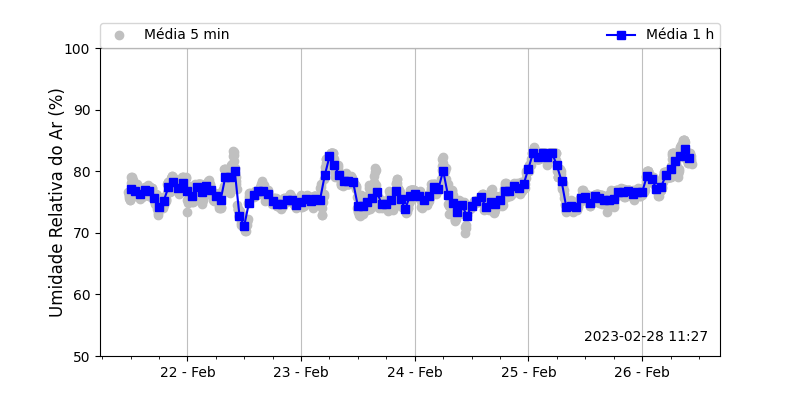 Média 5 min
Média 1 h
Umidade Relativa do Ar (%)
100
90
80
70
60
50
2023-02-28 11:27
22 - Feb
23 - Feb
24 - Feb
25 - Feb
26 - Feb